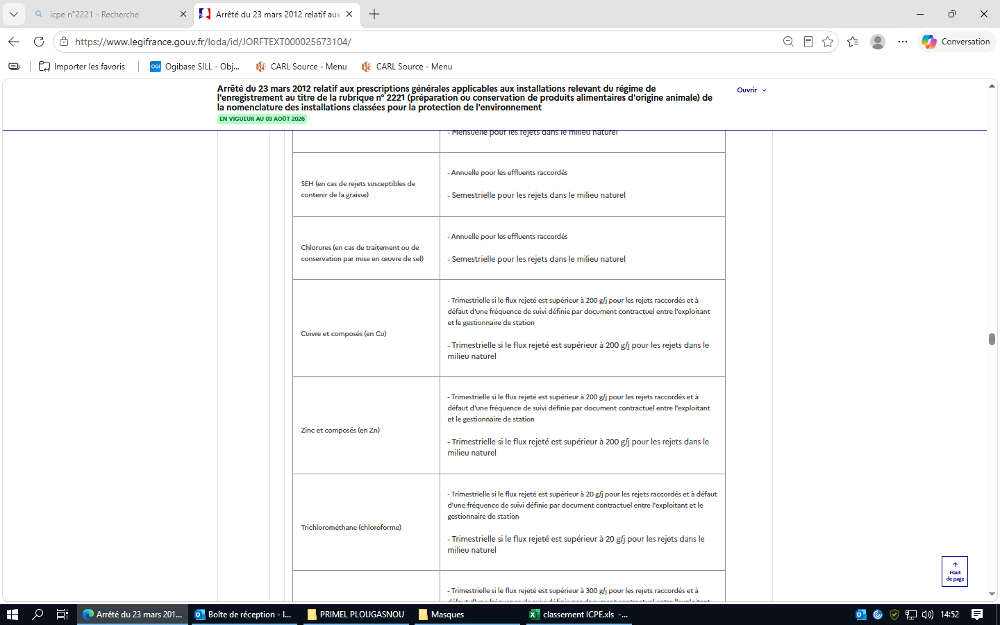 icpe n°2221 - Recherche
Arrêté du 23 mars 2012 relatif aux
https://www.legifrance.gouv.fr/loda/id/JORFTEXT000025673104/
Conversation
Importer les favoris
OGI
Ogibase SILL - Obj...
CARL Source - Menu
CARL Source - Menu
Arrêté du 23 mars 2012 relatif aux prescriptions générales applicables aux installations relevant du régime de
l'enregistrement au titre de la rubrique n° 2221 (préparation ou conservation de produits alimentaires d'origine animale) de
la nomenclature des installations classées pour la protection de l'environnement
Ouvrir
EN VIGUEUR AU 03 AOÛT 2026
- Mensuelle pour les rejets dans le milieu naturel
SEH (en cas de rejets susceptibles de
contenir de la graisse)
- Annuelle pour les effluents raccordés
- Semestrielle pour les rejets dans le milieu naturel
Chlorures (en cas de traitement ou de
conservation par mise en œuvre de sel)
- Annuelle pour les effluents raccordés
- Semestrielle pour les rejets dans le milieu naturel
Cuivre et composés (en Cu)
- Trimestrielle si le flux rejeté est supérieur à 200 g/j pour les rejets raccordés et à
défaut d'une fréquence de suivi définie par document contractuel entre l'exploitant
et le gestionnaire de station
- Trimestrielle si le flux rejeté est supérieur à 200 g/j pour les rejets dans le
milieu naturel
Zinc et composés (en Zn)
- Trimestrielle si le flux rejeté est supérieur à 200 g/j pour les rejets raccordés et à
défaut d'une fréquence de suivi définie par document contractuel entre l'exploitant
et le gestionnaire de station
- Trimestrielle si le flux rejeté est supérieur à 200 g/j pour les rejets dans le
milieu naturel
Trichlorométhane (chloroforme)
- Trimestrielle si le flux rejeté est supérieur à 20 g/j pour les rejets raccordés et à défaut
d'une fréquence de suivi définie par document contractuel entre l'exploitant et le
gestionnaire de station
- Trimestrielle si le flux rejeté est supérieur à 20 g/j pour les rejets dans le
milieu naturel
- Trimestrielle si le flux rejeté est supérieur à 300 g/j pour les rejets raccordés et à
défaut d'une fréquence de suivi définie par document contractuel entre l'exploitant
Haut
de page
Arrêté du 23 mars 201...
Boîte de réception - I...
PRIMEL PLOUGASNOU
Masques
classement ICPE.xls -...
14:52